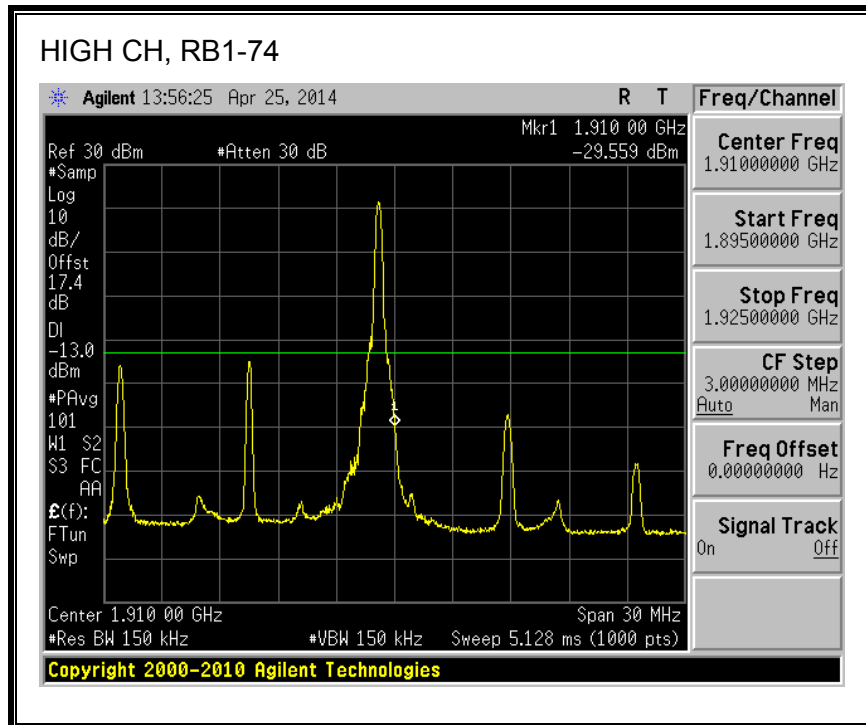 HIGH CH, RB1-74
Agilent 13:56:25 Apr 25, 2014 R T
Mkr1 1.910 00 GHz
Ref 30 dBm #Atten 30 dB -29.559 dBm
#Samp
Log
10
dB/
Offst
17.4
dB
DI
-13.0
dBm
#PAvg
101
W1 S2
S3 FC
AA
£(f):
FTun
Swp
1
Center 1.910 00 GHz Span 30 MHz
#Res BW 150 kHz #VBW 150 kHz Sweep 5.128 ms (1000 pts)
Copyright 2000-2010 Agilent Technologies
Freq/Channel
Center Freq
1.91000000 GHz
Start Freq
1.89500000 GHz
Stop Freq
1.92500000 GHz
CF Step
3.00000000 MHz
Auto Man
Freq Offset
0.00000000 Hz
Signal Track
On Off